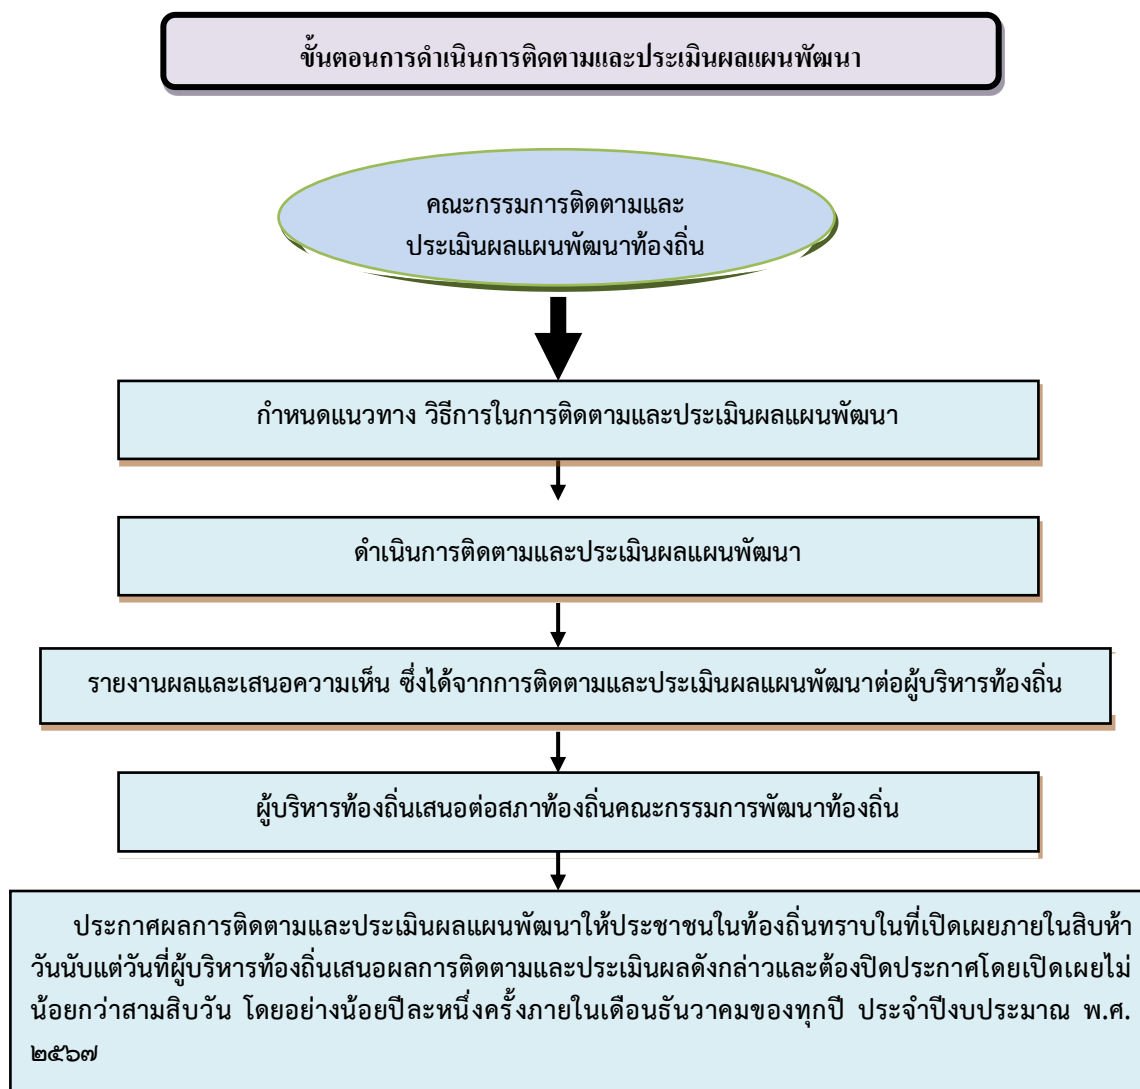 ขั้นตอนการดำเนินการติดตามและประเมินผลแผนพัฒนา
คณะกรรมการติดตามและ
ประเมินผลแผนพัฒนาท้องถิ่น
กำหนดแนวทาง วิธีการในการติดตามและประเมินผลแผนพัฒนา
ดำเนินการติดตามและประเมินผลแผนพัฒนา
รายงานผลและเสนอความเห็น ซึ่งได้จากการติดตามและประเมินผลแผนพัฒนาต่อผู้บริหารท้องถิ่น
ผู้บริหารท้องถิ่นเสนอต่อสภาท้องถิ่นคณะกรรมการพัฒนาท้องถิ่น
ประกาศผลการติดตามและประเมินผลแผนพัฒนาให้ประชาชนในท้องถิ่นทราบในที่เปิดเผยภายในสิบห้า
วันนับแต่วันที่ผู้บริหารท้องถิ่นเสนอผลการติดตามและประเมินผลดังกล่าวและต้องปิดประกาศโดยเปิดเผยไม่
น้อยกว่าสามสิบวัน โดยอย่างน้อยปีละหนึ่งครั้งภายในเดือนธันวาคมของทุกปี ประจำปีงบประมาณ พ.ศ.
๒๕๖๗